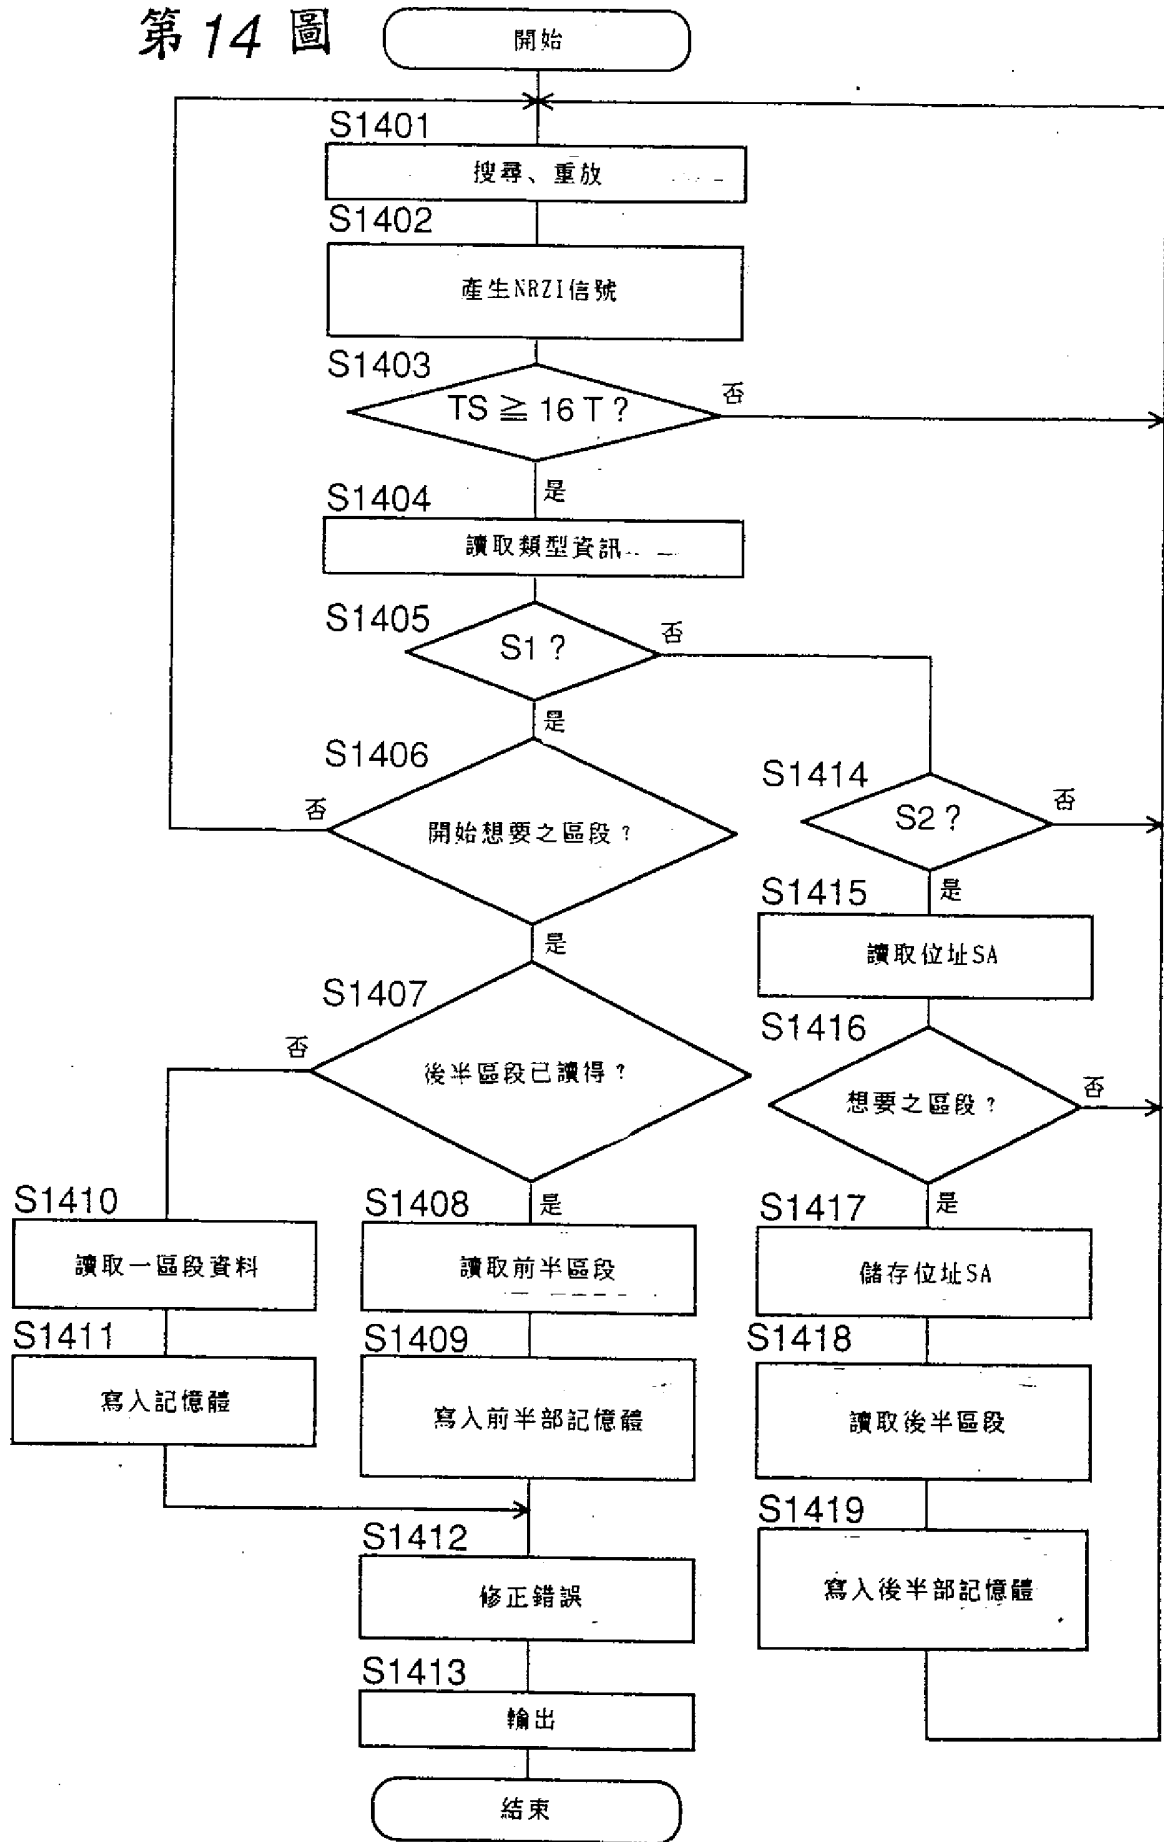 第14圖
開始
S1401
搜尋、重放
S1402
產生NRZI信號
S1403
TS ≧ 16 T ?
否
是
S1404
讀取類型資訊
S1405
S1 ?
否
是
S1406
開始想要之區段?
否
是
S1407
後半區段已讀得?
否
是
S1408
讀取前半區段
S1409
寫入前半部記憶體
S1410
讀取一區段資料
S1411
寫入記憶體
S1412
修正錯誤
S1413
輸出
結束
S1414
S2 ?
否
是
S1415
讀取位址SA
S1416
想要之區段?
否
是
S1417
儲存位址SA
S1418
讀取後半區段
S1419
寫入後半部記憶體